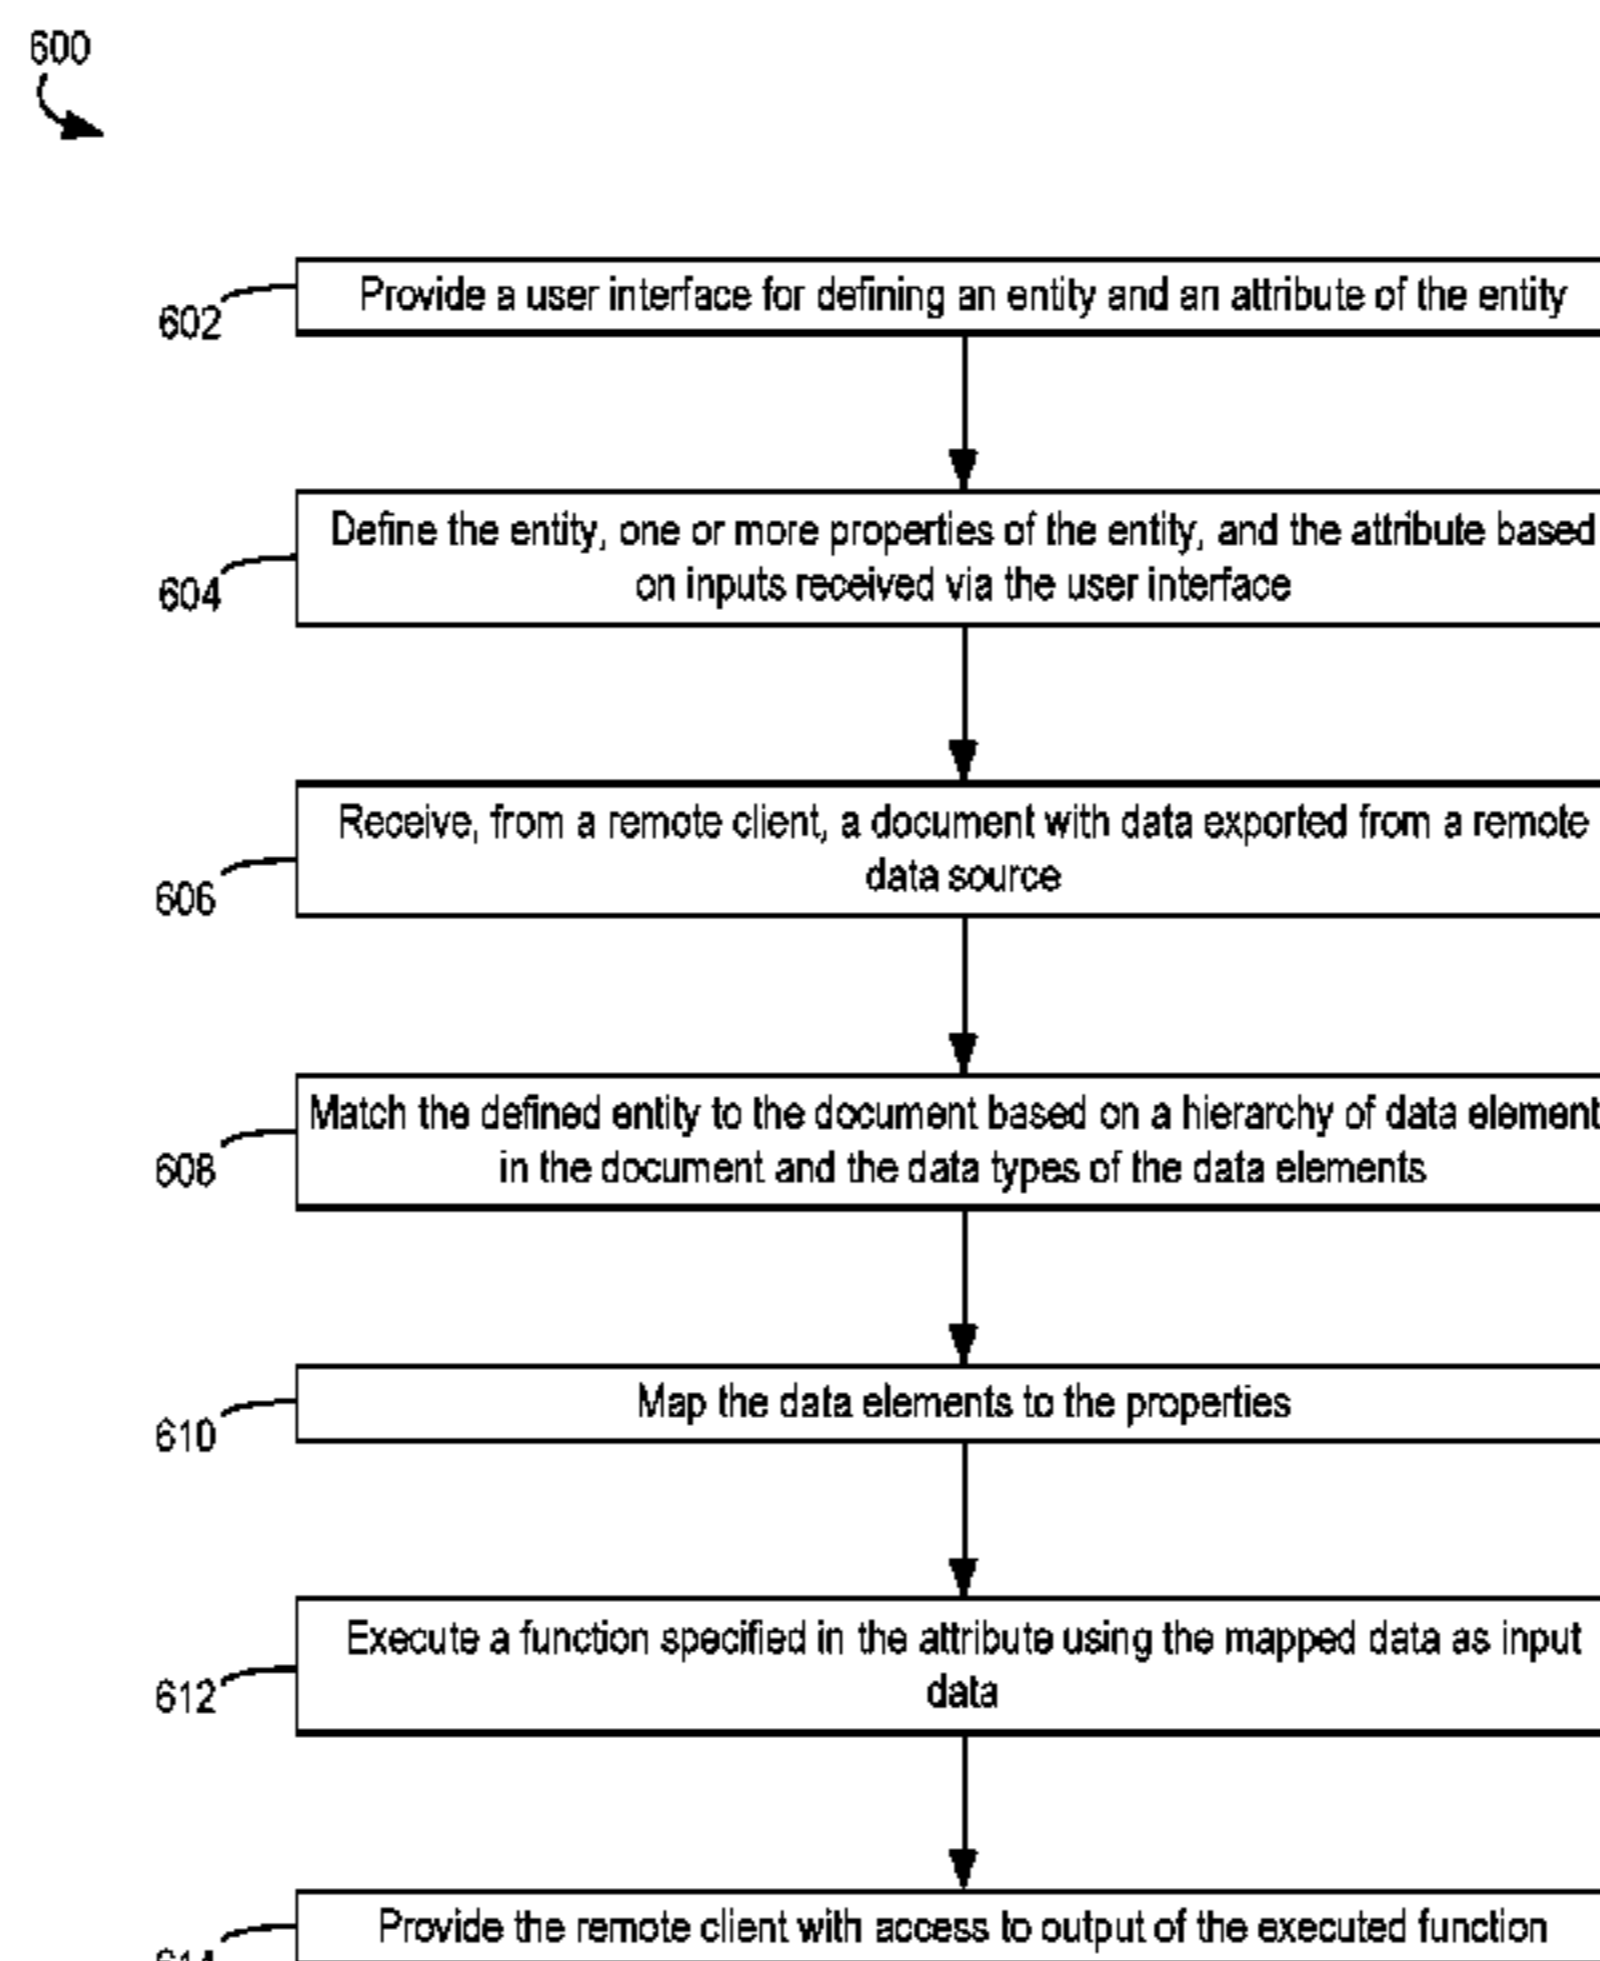 600
602
Provide a user interface for defining an entity and an attribute of the entity
604
Define the entity, one or more properties of the entity, and the attribute based
on inputs received via the user interface
606
Receive, from a remote client, a document with data exported from a remote
data source
608
Match the defined entity to the document based on a hierarchy of data element
in the document and the data types of the data elements
610
Map the data elements to the properties
612
Execute a function specified in the attribute using the mapped data as input
data
614
Provide the remote client with access to output of the executed function